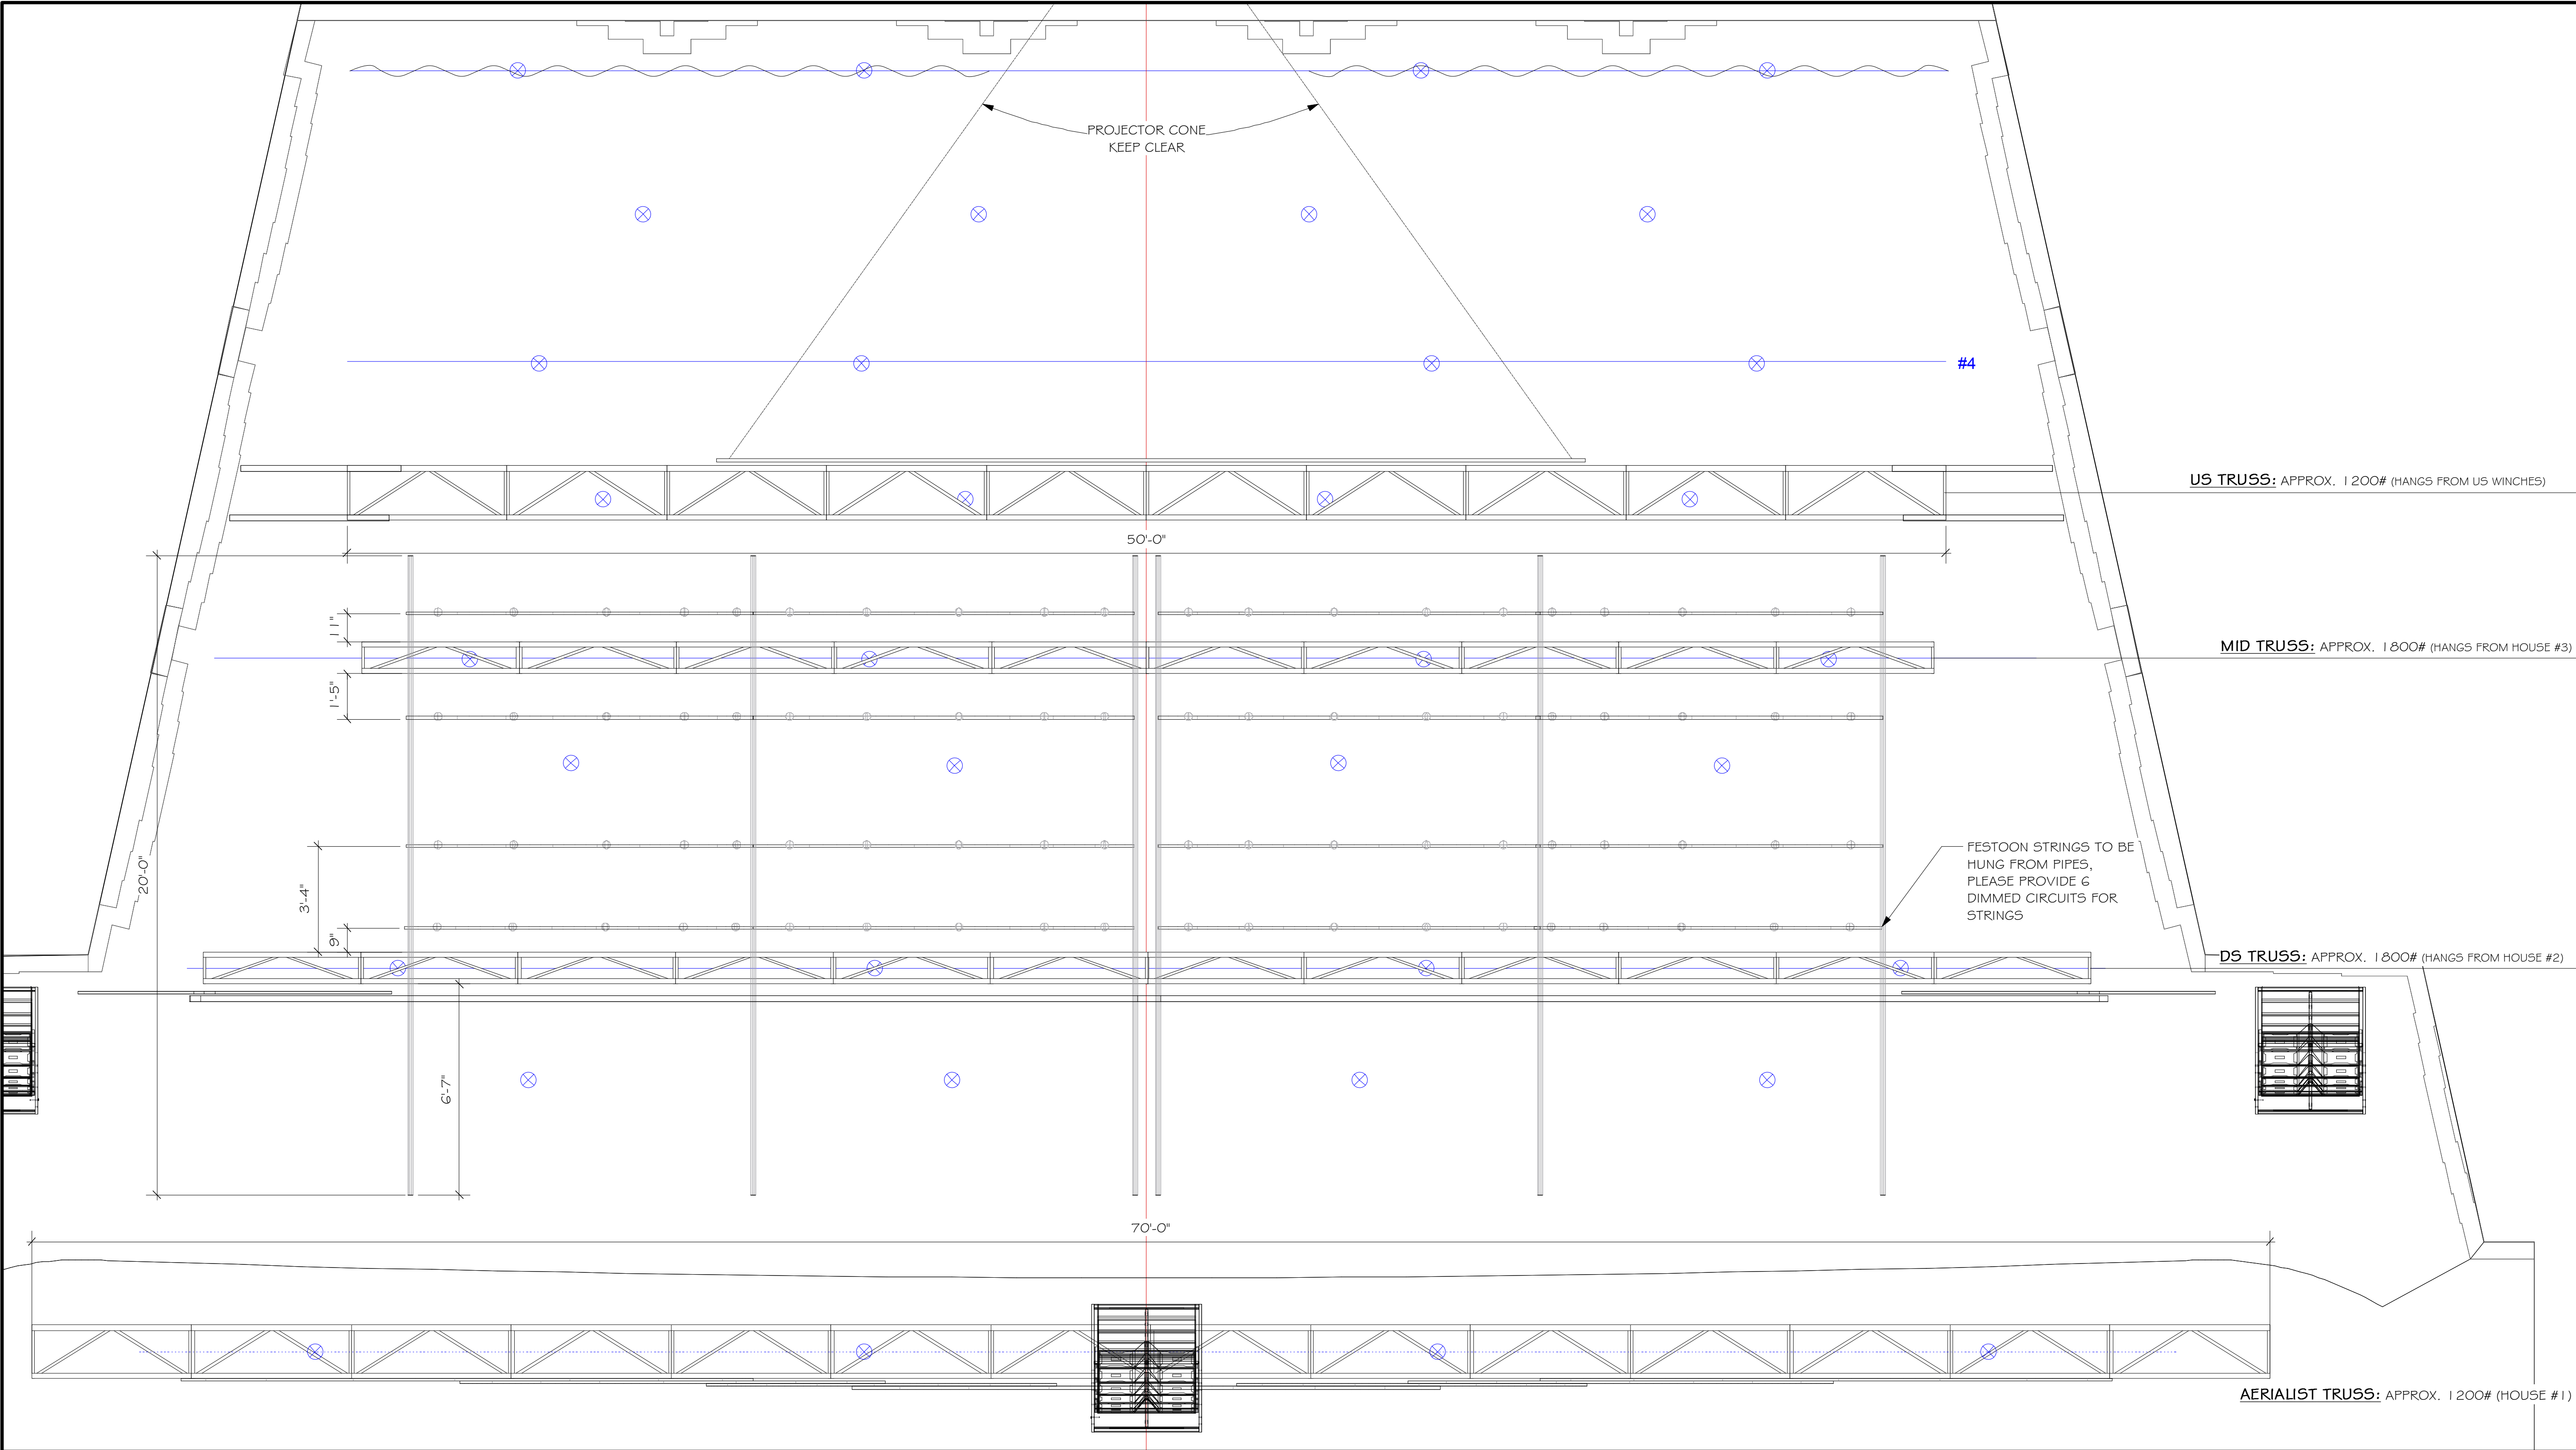 PROJECTOR CONE
KEEP CLEAR
#4
US TRUSS: APPROX. 1200# (HANGS FROM US WINCHES)
50'-0"
11"
MID TRUSS: APPROX. 1800# (HANGS FROM HOUSE #3)
1'-5"
20'-0"
3'-4"
9"
FESTOON STRINGS TO BE
HUNG FROM PIPES,
PLEASE PROVIDE 6
DIMMED CIRCUITS FOR
STRINGS
DS TRUSS: APPROX. 1800# (HANGS FROM HOUSE #2)
6'-7"
70'-0"
AERIALIST TRUSS: APPROX. 1200# (HOUSE #1)